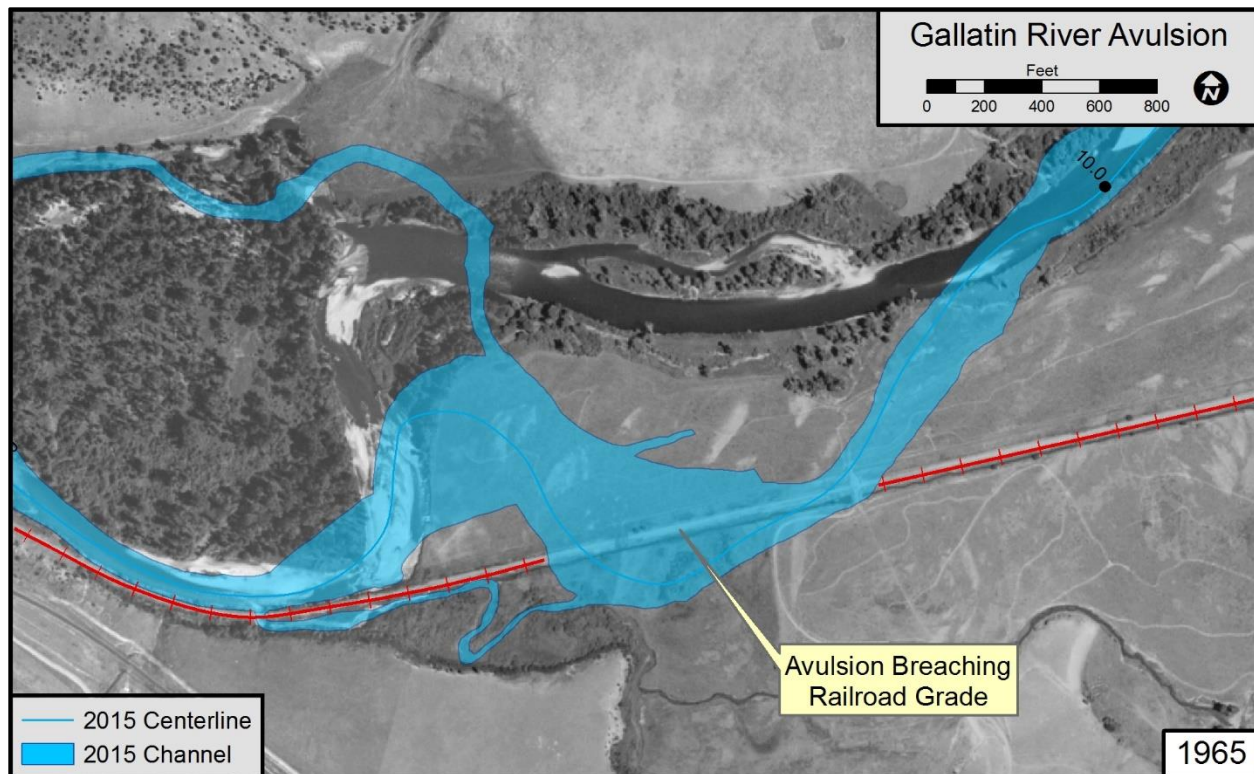 Gallatin River Avulsion
Feet
0 200 400 600 800
N
10.0
Avulsion Breaching
Railroad Grade
2015 Centerline
2015 Channel
1965